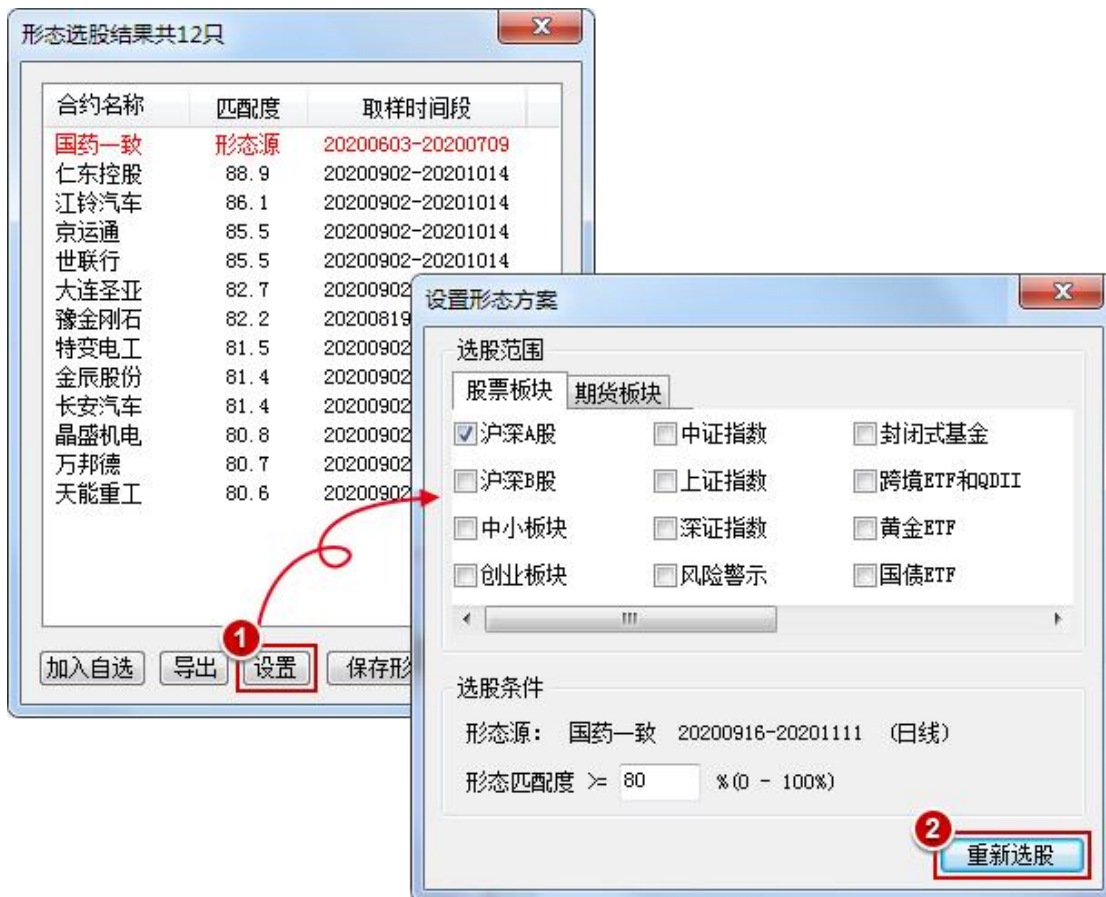 形态选股结果共12只
合约名称 匹配度 取样时间段
国药一致 形态源 20200603-20200709
仁东控股 88.9 20200902-20201014
江铃汽车 86.1 20200902-20201014
京运通 85.5 20200902-20201014
世联行 85.5 20200902-20201014
大连圣亚 82.7 20200902
豫金刚石 82.2 20200819
特变电工 81.5 20200902
金辰股份 81.4 20200902
长安汽车 81.4 20200902
晶盛机电 80.8 20200902
万邦德 80.7 20200902
天能重工 80.6 20200902
1
加入自选 导出 设置 保存形
设置形态方案
选股范围
股票板块 期货板块
沪深A股 中证指数 封闭式基金
沪深B股 上证指数 跨境ETF和QDII
中小板块 深证指数 黄金ETF
创业板块 风险警示 国债ETF
选股条件
形态源: 国药一致 20200916-20201111 (日线)
形态匹配度 >= 80 %(0 - 100%)
2
重新选股